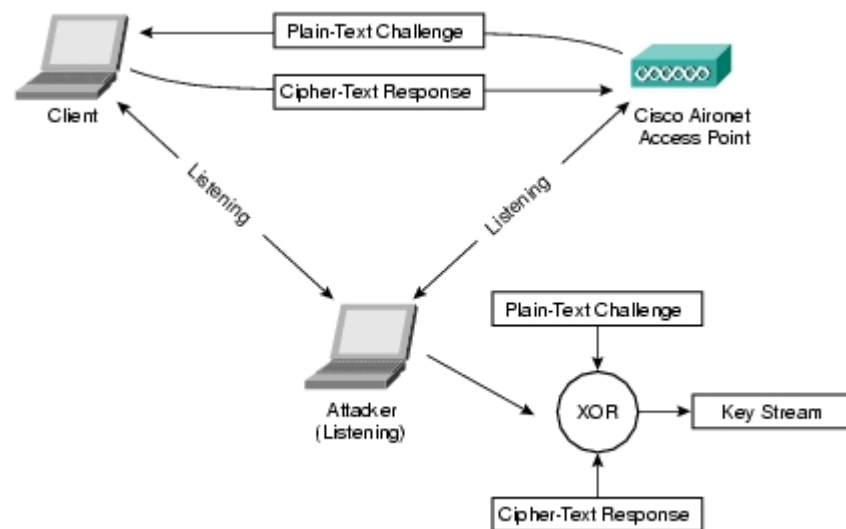 Plain-Text Challenge
Cipher-Text Response
Client
Cisco Aironet
Access Point
Listening
Listening
Plain-Text Challenge
Attacker
(Listening)
XOR
Key Stream
Cipher-Text Response